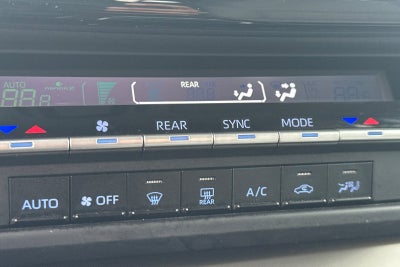 AUTO
REAR
REAR SYNC MODE
AUTO OFF REAR A/C